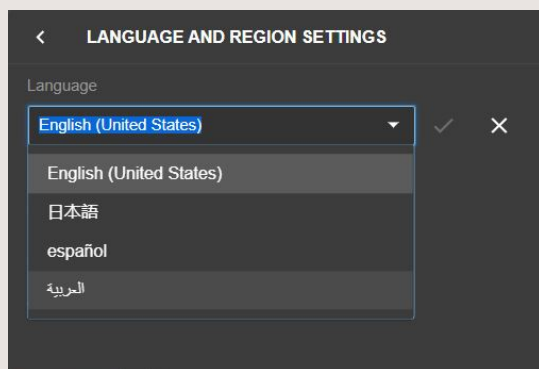 LANGUAGE AND REGION SETTINGS
Language
English (United States)
English (United States)
日本語
español
العربية